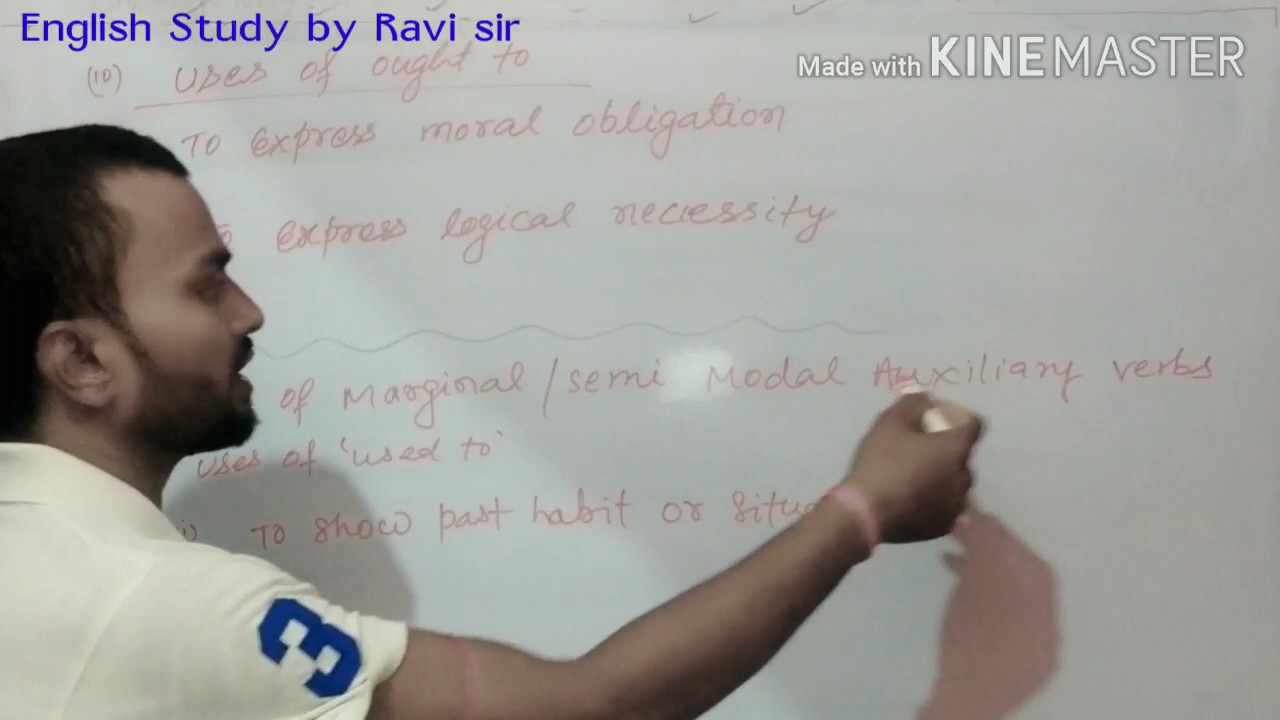 English Study by Ravi sir
Made with KINEMASTER
(10) uses of ought to
To express moral obligation
express logical necessity
of Marginal / semi Modal Auxiliary verbs
uses of 'used to'
i) To show past habit or